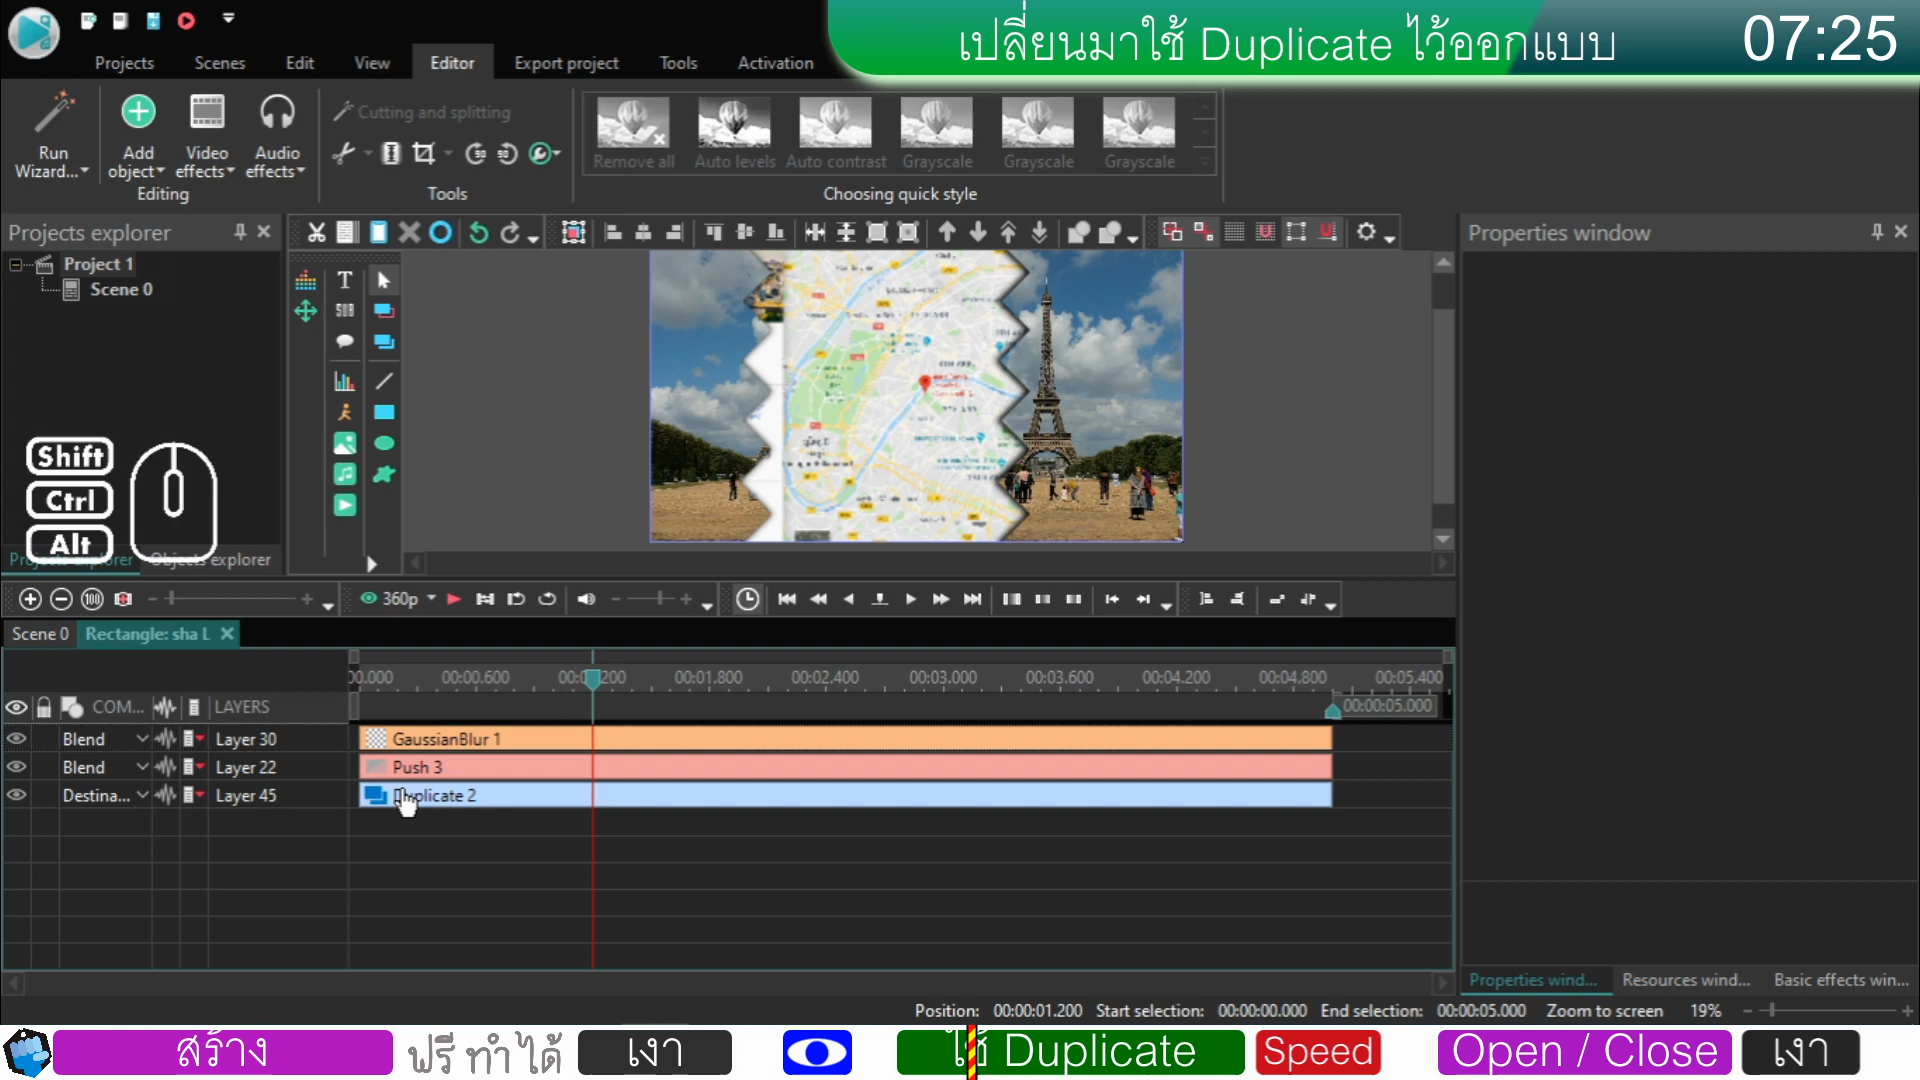 เปลี่ยนมาใช้ Duplicate ไว้ออกแบบ
07:25
Projects
Scenes
Edit
View
Editor
Export project
Tools
Activation
Run Wizard...
Add object
Video effects
Audio effects
Editing
Cutting and splitting
Tools
Remove all
Auto levels
Auto contrast
Grayscale
Grayscale
Grayscale
Choosing quick style
Projects explorer
Project 1
Scene 0
Properties window
Shift
Ctrl
Alt
Projects explorer
Objects explorer
360p
Scene 0
Rectangle: sha L
00:00.600
00:01.800
00:02.400
00:03.000
00:03.600
00:04.200
00:04.800
00:05.400
00:00:05.000
COM...
LAYERS
Blend
Layer 30
GaussianBlur 1
Blend
Layer 22
Push 3
Destina...
Layer 45
Duplicate 2
Properties wind...
Resources wind...
Basic effects win...
Position: 00:00:01.200 Start selection: 00:00:00.000 End selection: 00:00:05.000 Zoom to screen 19%
สร้าง
ฟรี ทำ ได้
เงา
ใช้ Duplicate
Speed
Open / Close
เงา